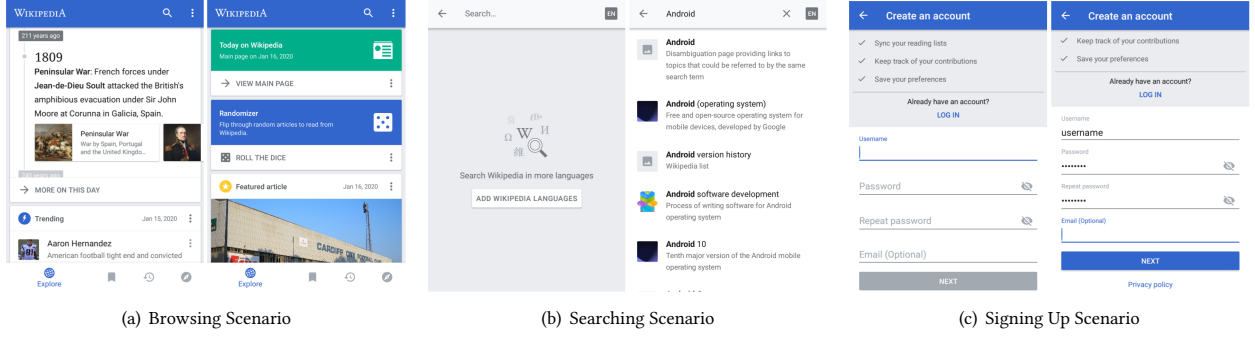 WIKIPEDIA
211 years ago
1809
Peninsular War: French forces under
Jean-de-Dieu Soult attacked the British's
amphibious evacuation under Sir John
Moore at Corunna in Galicia, Spain.
Peninsular War
War by Spain, Portugal
and the United Kingdo...
MORE ON THIS DAY
Trending
Jan 15, 2020
Aaron Hernandez
American football tight end and convicted
Explore
WIKIPEDIA
Today on Wikipedia
Main page on Jan 16, 2020
VIEW MAIN PAGE
Randomizer
Flip through random articles to read from
Wikipedia.
ROLL THE DICE
Featured article
Jan 16, 2020
CARDIFF CITY FOOTBALL
Explore
(a) Browsing Scenario
Search...
EN
W
И
Ω
維
Search Wikipedia in more languages
ADD WIKIPEDIA LANGUAGES
Android
EN
Android
Disambiguation page providing links to
topics that could be referred to by the same
search term
Android (operating system)
Free and open-source operating system for
mobile devices, developed by Google
Android version history
Wikipedia list
Android software development
Process of writing software for Android
operating system
Android 10
Tenth major version of the Android mobile
operating system
(b) Searching Scenario
Create an account
Sync your reading lists
Keep track of your contributions
Save your preferences
Already have an account?
LOG IN
Username
Password
Repeat password
Email (Optional)
NEXT
Create an account
Keep track of your contributions
Save your preferences
Already have an account?
LOG IN
Username
username
Password
••••••••
Repeat password
••••••••
Email (Optional)
NEXT
Privacy policy
(c) Signing Up Scenario